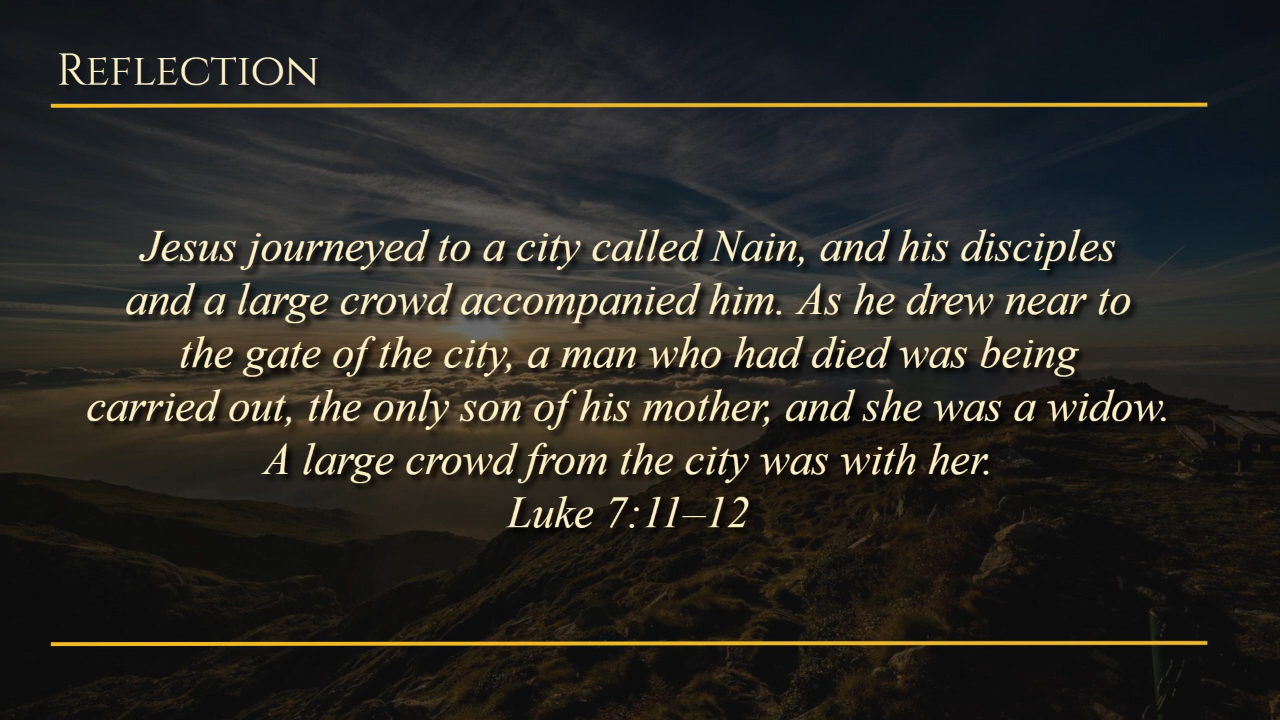 Reflection
Jesus journeyed to a city called Nain, and his disciples
and a large crowd accompanied him. As he drew near to
the gate of the city, a man who had died was being
carried out, the only son of his mother, and she was a widow.
A large crowd from the city was with her.
Luke 7:11–12